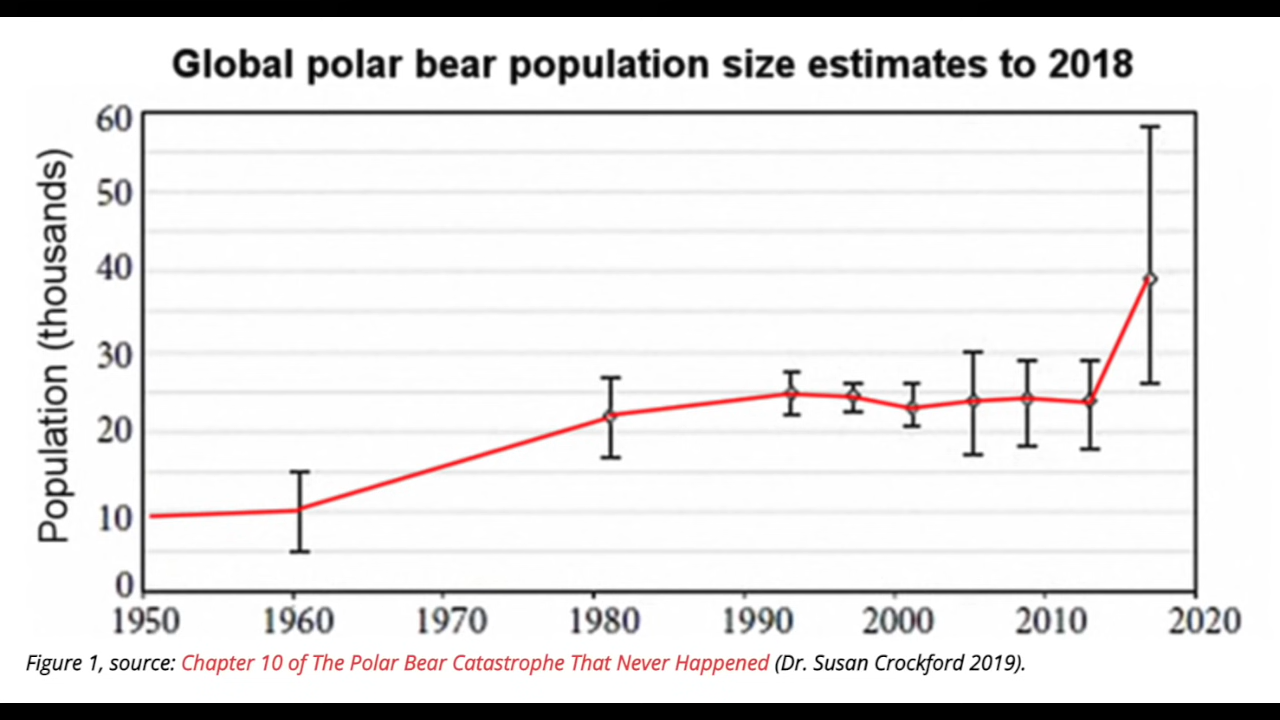 Global polar bear population size estimates to 2018
Population (thousands)
60
50
40
30
20
10
0
1950 1960 1970 1980 1990 2000 2010 2020
Figure 1, source: Chapter 10 of The Polar Bear Catastrophe That Never Happened (Dr. Susan Crockford 2019).